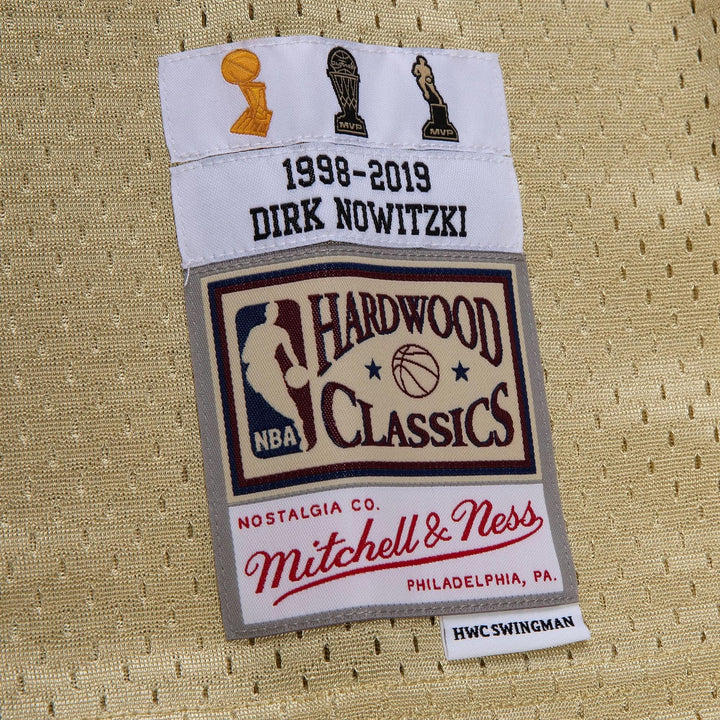 MVP MVP
1998-2019
DIRK NOWITZKI
HARDWOOD
CLASSICS
NBA
NOSTALGIA CO.
Mitchell & Ness
PHILADELPHIA, PA.
HWC SWINGMAN